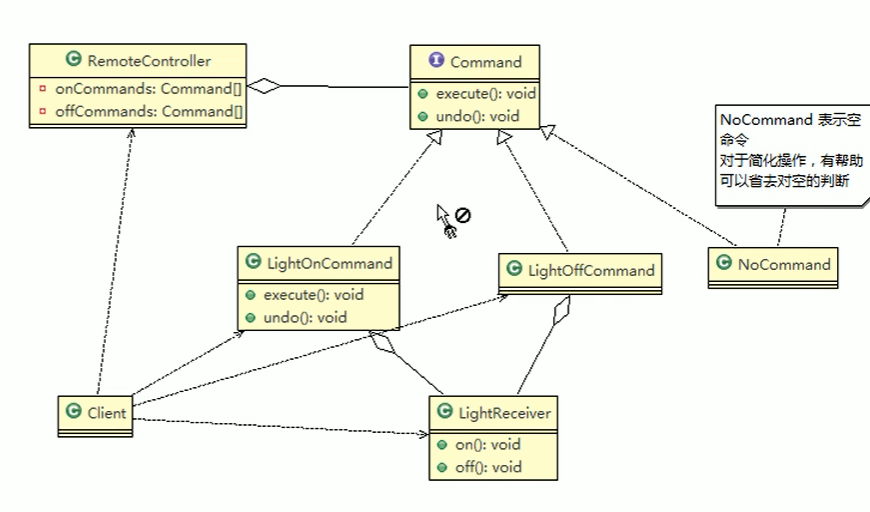 RemoteController
onCommands: Command[]
offCommands: Command[]
Command
execute(): void
undo(): void
NoCommand 表示空
命令
对于简化操作，有帮助
可以省去对空的判断
LightOnCommand
execute(): void
undo(): void
LightOffCommand
NoCommand
Client
LightReceiver
on(): void
off(): void